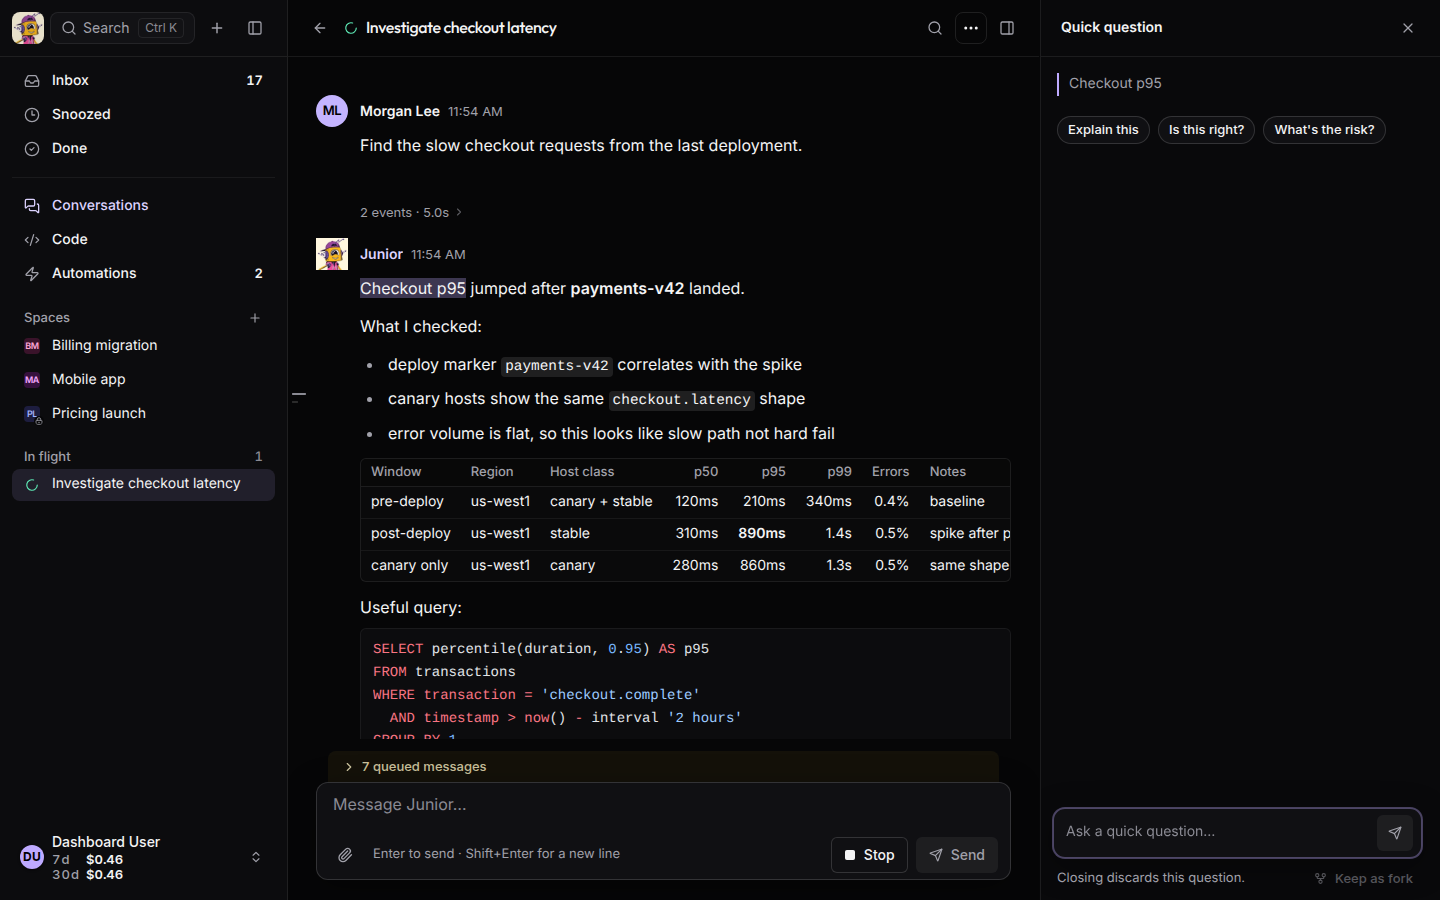 Search Ctrl K
Inbox 17
Snoozed
Done
Conversations
Code
Automations 2
Spaces
BM Billing migration
MA Mobile app
PL Pricing launch
In flight 1
Investigate checkout latency
DU Dashboard User
7d $0.46
30d $0.46
Investigate checkout latency
ML Morgan Lee 11:54 AM
Find the slow checkout requests from the last deployment.
2 events · 5.0s
Junior 11:54 AM
Checkout p95 jumped after payments-v42 landed.
What I checked:
• deploy marker payments-v42 correlates with the spike
• canary hosts show the same checkout.latency shape
• error volume is flat, so this looks like slow path not hard fail
Window Region Host class p50 p95 p99 Errors Notes
pre-deploy us-west1 canary + stable 120ms 210ms 340ms 0.4% baseline
post-deploy us-west1 stable 310ms 890ms 1.4s 0.5% spike after p
canary only us-west1 canary 280ms 860ms 1.3s 0.5% same shape
Useful query:
SELECT percentile(duration, 0.95) AS p95
FROM transactions
WHERE transaction = 'checkout.complete'
AND timestamp > now() - interval '2 hours'
GROUP BY 1
7 queued messages
Message Junior...
Enter to send · Shift+Enter for a new line
Stop
Send
Quick question
Checkout p95
Explain this
Is this right?
What's the risk?
Ask a quick question...
Closing discards this question.
Keep as fork